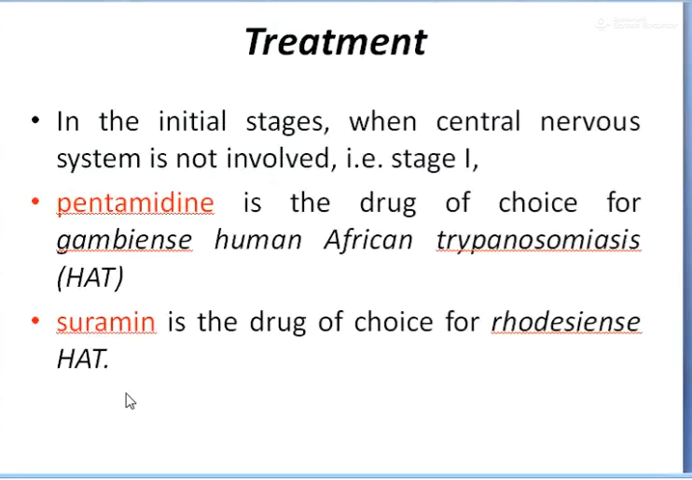 Treatment
• In the initial stages, when central nervous
system is not involved, i.e. stage I,
• pentamidine is the drug of choice for
gambiense human African trypanosomiasis
(HAT)
• suramin is the drug of choice for rhodesiense
HAT.